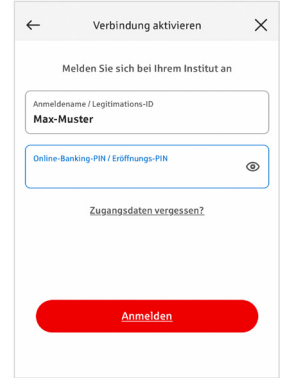 Verbindung aktivieren
Melden Sie sich bei Ihrem Institut an
Anmeldename / Legitimations-ID
Max-Muster
Online-Banking-PIN / Eröffnungs-PIN
Zugangsdaten vergessen?
Anmelden